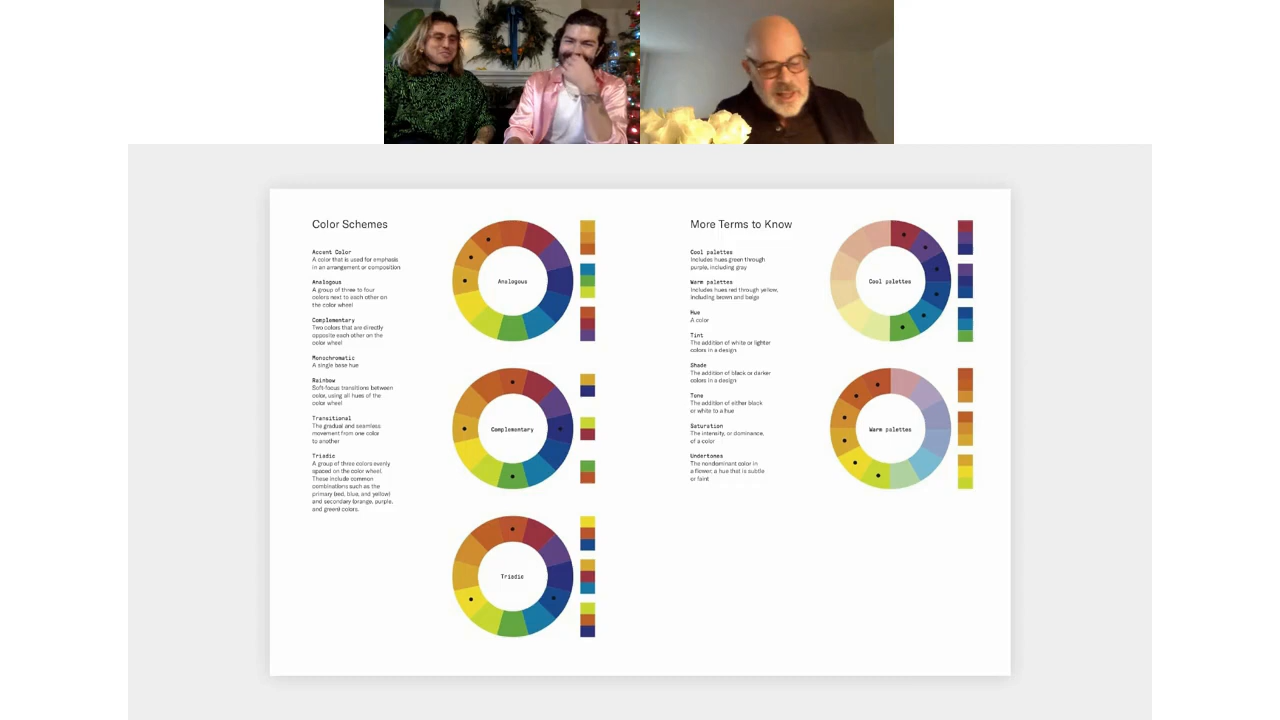 Color Schemes
Accent Color
A color that is used for emphasis
in an arrangement or composition
Analogous
A group of three to four
colors next to each other on
the color wheel
Complementary
Two colors that are directly
opposite each other on the
color wheel
Monochromatic
A single base hue
Rainbow
Soft-focus transitions between
color, using all hues of the
color wheel
Transitional
The gradual and seamless
movement from one color
to another
Triadic
A group of three colors evenly
spaced on the color wheel.
These include common
combinations such as the
primary (red, blue, and yellow)
and secondary (orange, purple,
and green) colors.
Analogous
Complementary
Triadic
More Terms to Know
Cool palettes
Includes hues green through
purple, including gray
Warm palettes
Includes hues red through yellow,
including brown and beige
Hue
A color
Tint
The addition of white or lighter
colors in a design
Shade
The addition of black or darker
colors in a design
Tone
The addition of either black
or white to a hue
Saturation
The intensity, or dominance,
of a color
Undertones
The nondominant color in
a flower; a hue that is subtle
or faint
Cool palettes
Warm palettes